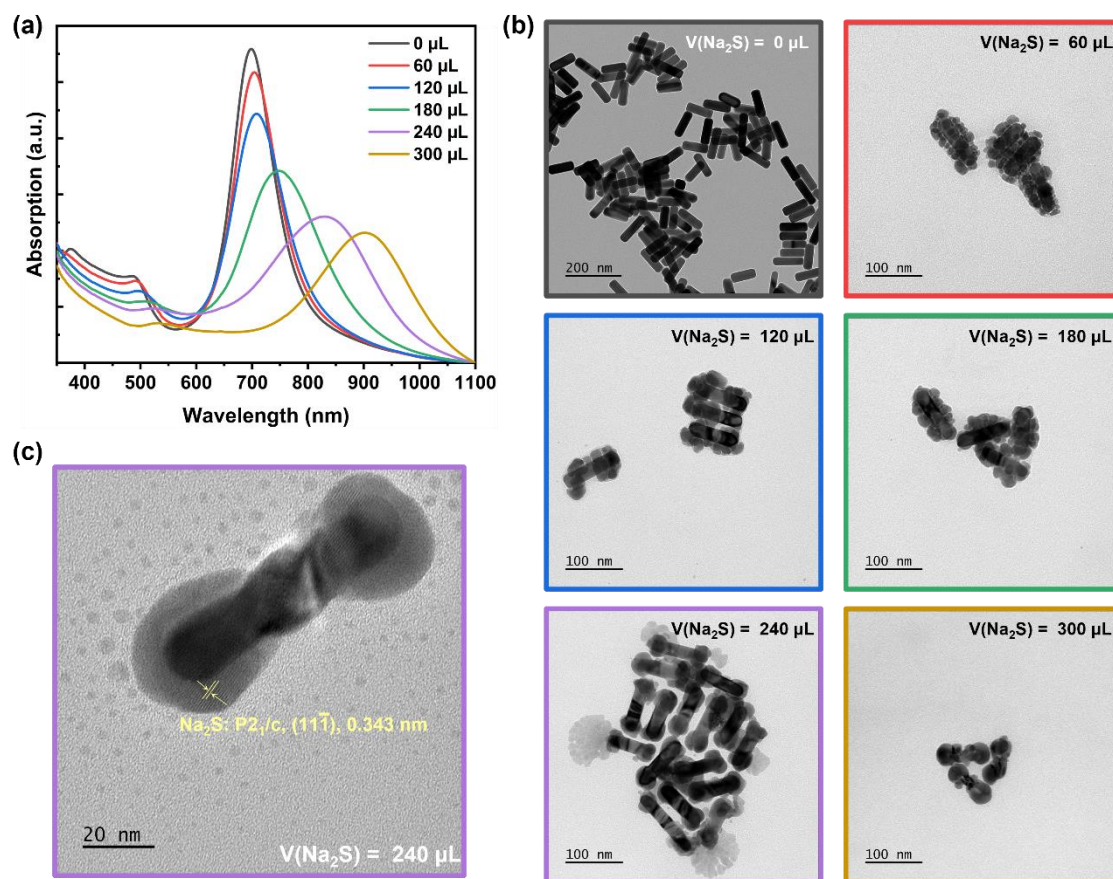 (a)
0 µL
60 µL
120 µL
180 µL
240 µL
300 µL
Absorption (a.u.)
400 500 600 700 800 900 1000 1100
Wavelength (nm)
(b)
V(Na₂S) = 0 µL
200 nm
V(Na₂S) = 60 µL
100 nm
V(Na₂S) = 120 µL
100 nm
V(Na₂S) = 180 µL
100 nm
V(Na₂S) = 240 µL
100 nm
V(Na₂S) = 300 µL
100 nm
(c)
Na₂S: P2₁/c, (111̄), 0.343 nm
20 nm
V(Na₂S) = 240 µL